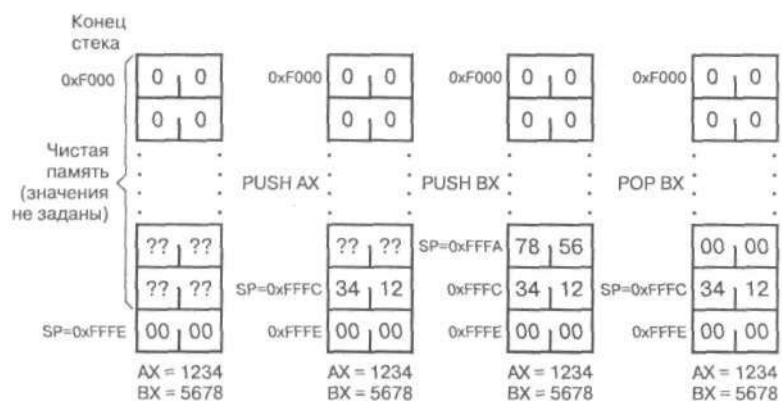 Конец
стека
0xF000 0 0 0xF000 0 0 0xF000 0 0 0xF000 0 0
0 0 0 0 0 0 0 0
Чистая
память
(значения
не заданы)
PUSH AX PUSH BX POP BX
?? ?? ?? ?? SP=0xFFFA 78 56 00 00
?? ?? SP=0xFFFC 34 12 0xFFFC 34 12 SP=0xFFFC 34 12
SP=0xFFFE 00 00 0xFFFE 00 00 0xFFFE 00 00 0xFFFE 00 00
AX = 1234 AX = 1234 AX = 1234 AX = 1234
BX = 5678 BX = 5678 BX = 5678 BX = 5678